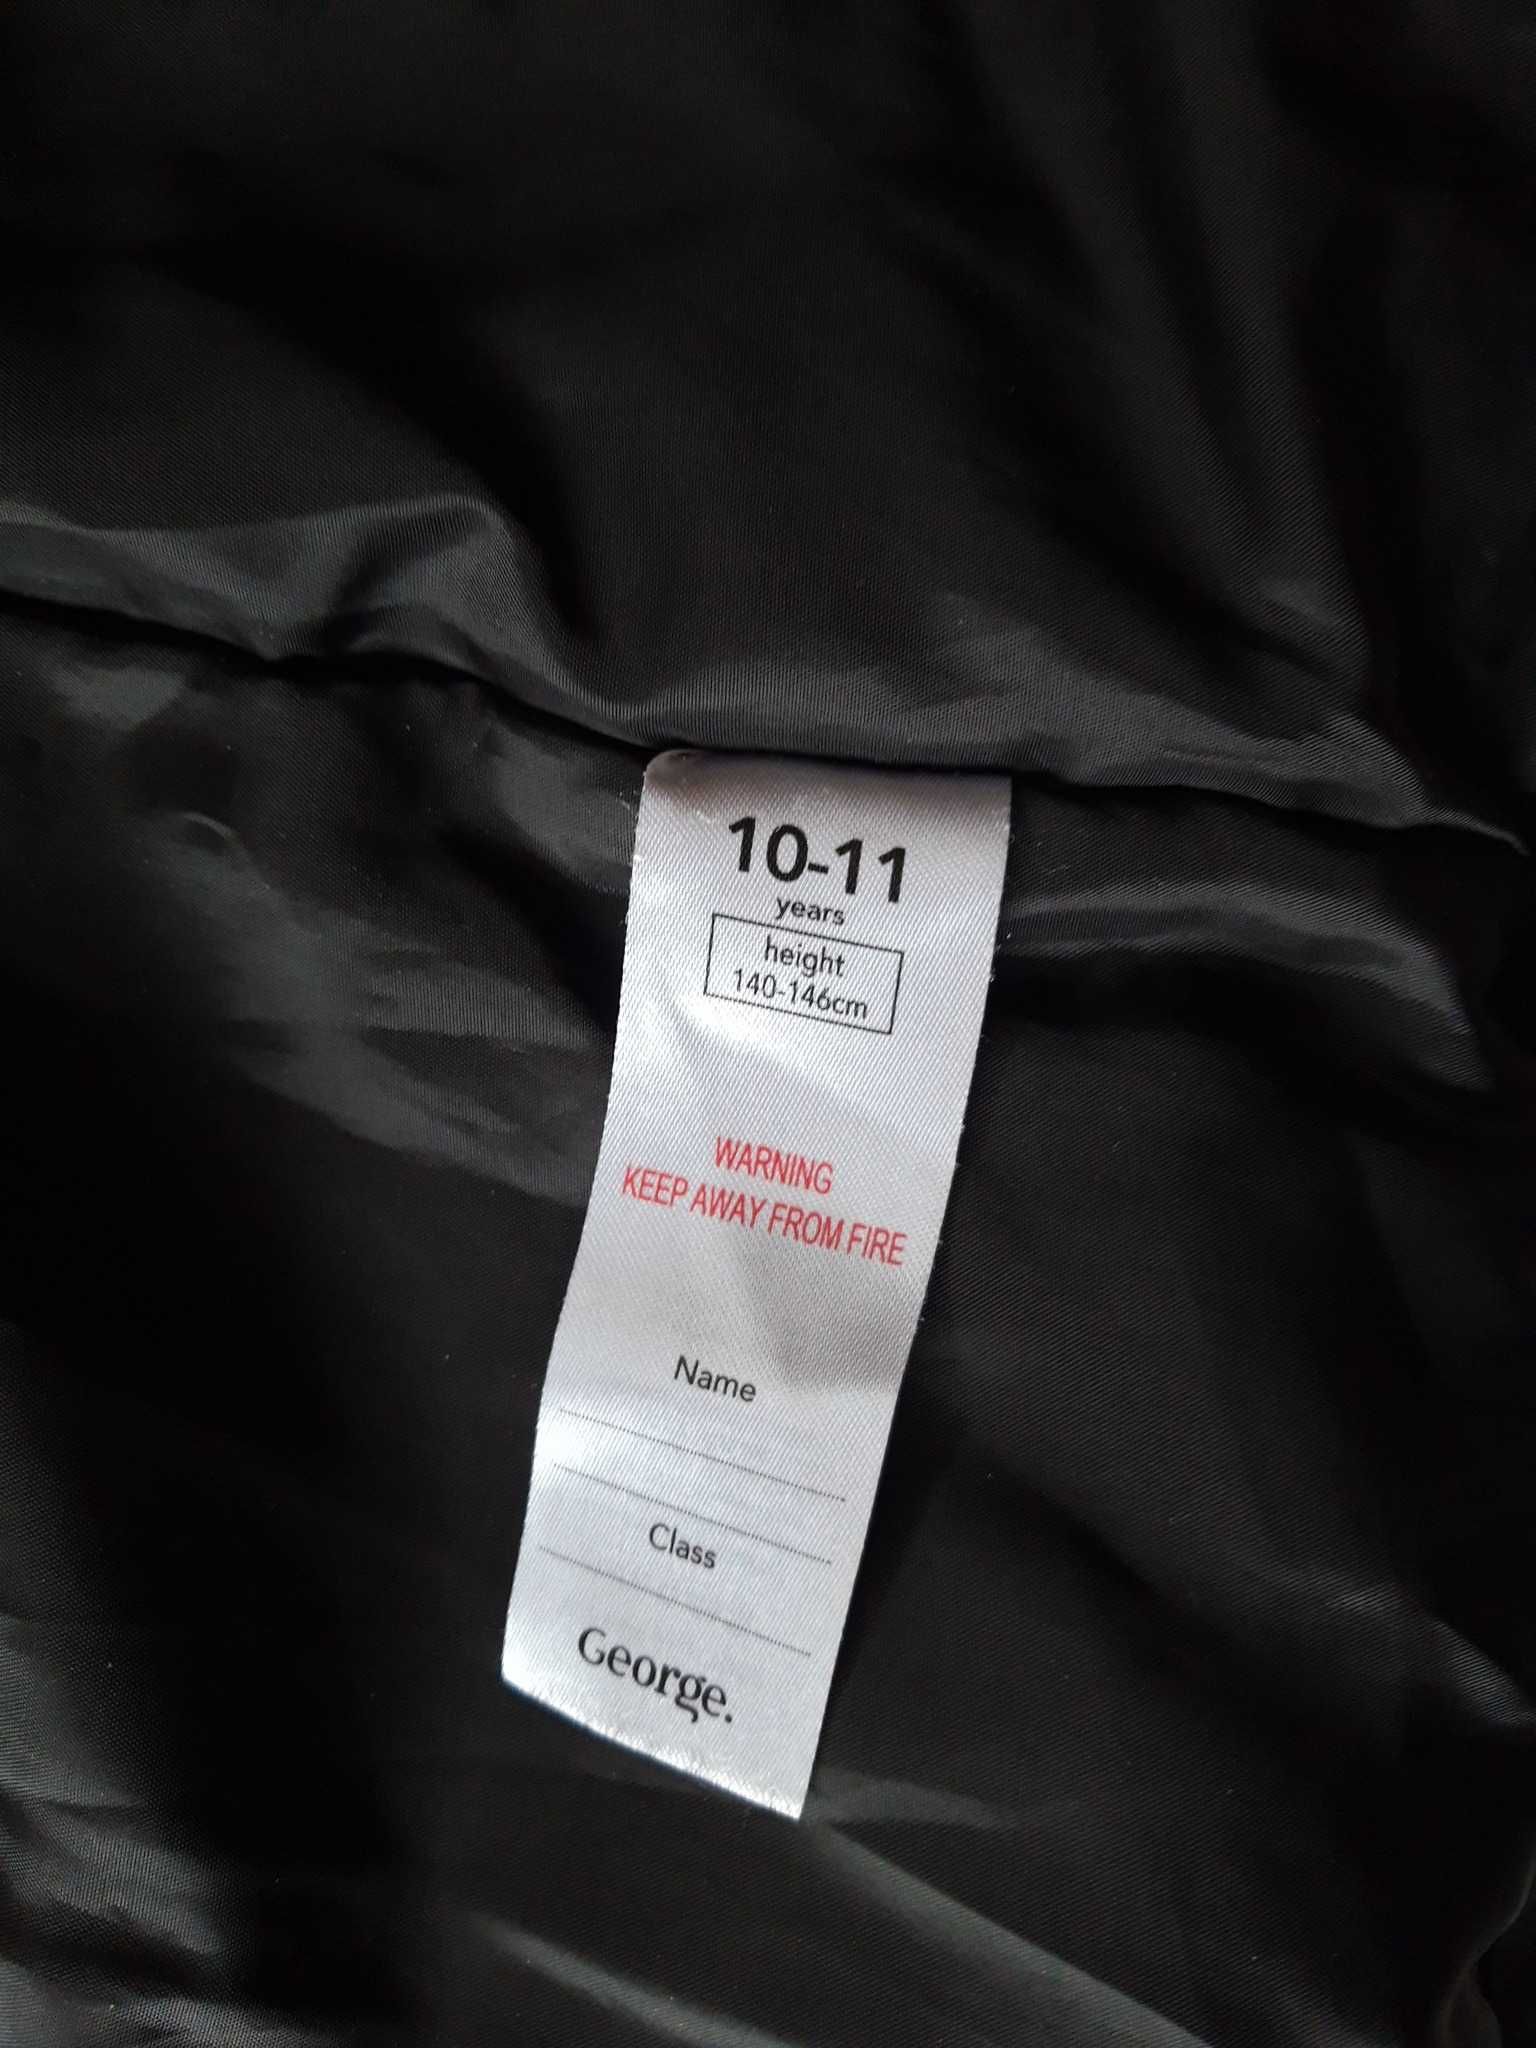 10-11
years
height
140-146cm
WARNING
KEEP AWAY FROM FIRE
Name
Class
George.